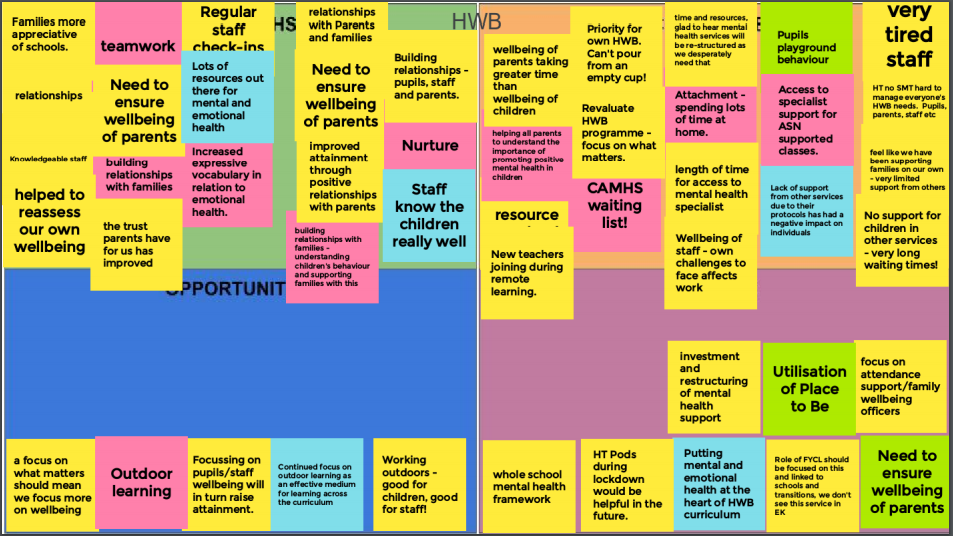 HWB
HS
OPPORTUNIT
Families more
appreciative
of schools.
teamwork
Regular
staff
check-ins
relationships
with Parents
and families
relationships
Need to
ensure
wellbeing
of parents
Lots of
resources out
there for
mental and
emotional
health
Need to
ensure
wellbeing
of parents
Building
relationships -
pupils, staff
and parents.
Knowledgeable staff
building
relationships
with families
Increased
expressive
vocabulary in
relation to
emotional
health.
improved
attainment
through
positive
relationships
with parents
Nurture
helped to
reassess
our own
wellbeing
the trust
parents have
for us has
improved
building
relationships with
families -
understanding
children's behaviour
and supporting
families with this
Staff
know the
children
really well
wellbeing of
parents taking
greater time
than
wellbeing of
children
Priority for
own HWB.
Can't pour
from an
empty cup!
time and resources,
glad to hear mental
health services will
be re-structured as
we desperately
need that
Pupils
playground
behaviour
very
tired
staff
helping all parents
to understand the
importance of
promoting positive
mental health in
children
Revaluate
HWB
programme -
focus on what
matters.
Attachment -
spending lots
of time at
home.
Access to
specialist
support for
ASN
supported
classes.
HT no SMT hard to
manage everyone's
HWB needs. Pupils,
parents, staff etc
resource
CAMHS
waiting
list!
length of time
for access to
mental health
specialist
Lack of support
from other services
due to their
protocols has had a
negative impact on
individuals
feel like we have
been supporting
families on our own
- very limited
support from others
New teachers
joining during
remote
learning.
Wellbeing of
staff - own
challenges to
face affects
work
No support for
children in
other services
- very long
waiting times!
a focus on
what matters
should mean
we focus more
on wellbeing
Outdoor
learning
Focussing on
pupils/staff
wellbeing will
in turn raise
attainment.
Continued focus on
outdoor learning as
an effective medium
for learning across
the curriculum
Working
outdoors -
good for
children, good
for staff!
investment
and
restructuring
of mental
health
support
Utilisation
of Place
to Be
focus on
attendance
support/family
wellbeing
officers
whole school
mental health
framework
HT Pods
during
lockdown
would be
helpful in the
future.
Putting
mental and
emotional
health at the
heart of HWB
curriculum
Role of FYCL should
be focused on this
and linked to
schools and
transitions, we don't
see this service in
EK
Need to
ensure
wellbeing
of parents